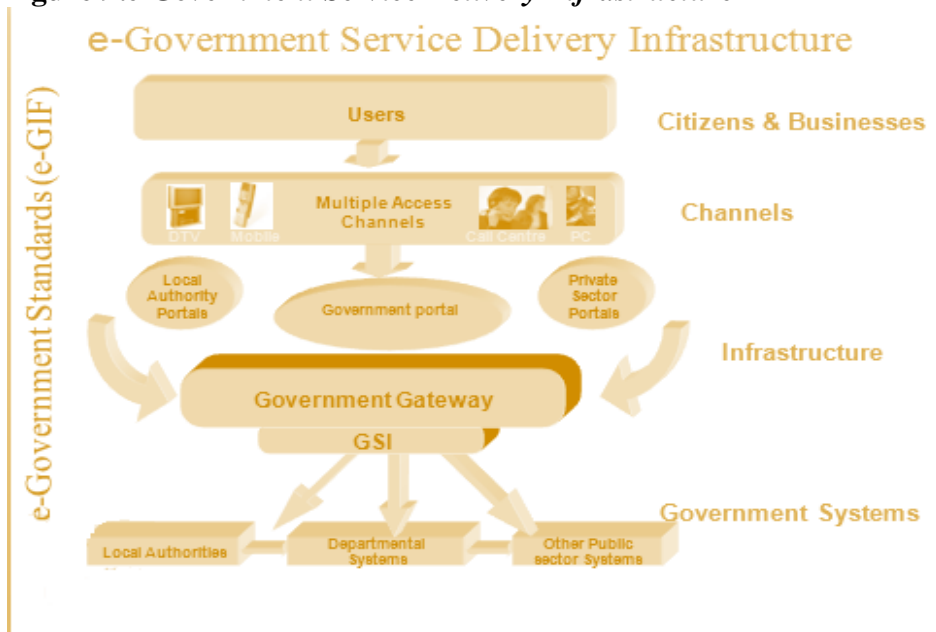 e-Government Service Delivery Infrastructure
e-Government Standards (e-GIF)
Users
Citizens & Businesses
Multiple Access
Channels
DTV
Mobile
Call Centre
PC
Channels
Local
Authority
Portals
Government portal
Private
Sector
Portals
Infrastructure
Government Gateway
GSI
Government Systems
Local Authorities
Departmental
Systems
Other Public
sector Systems